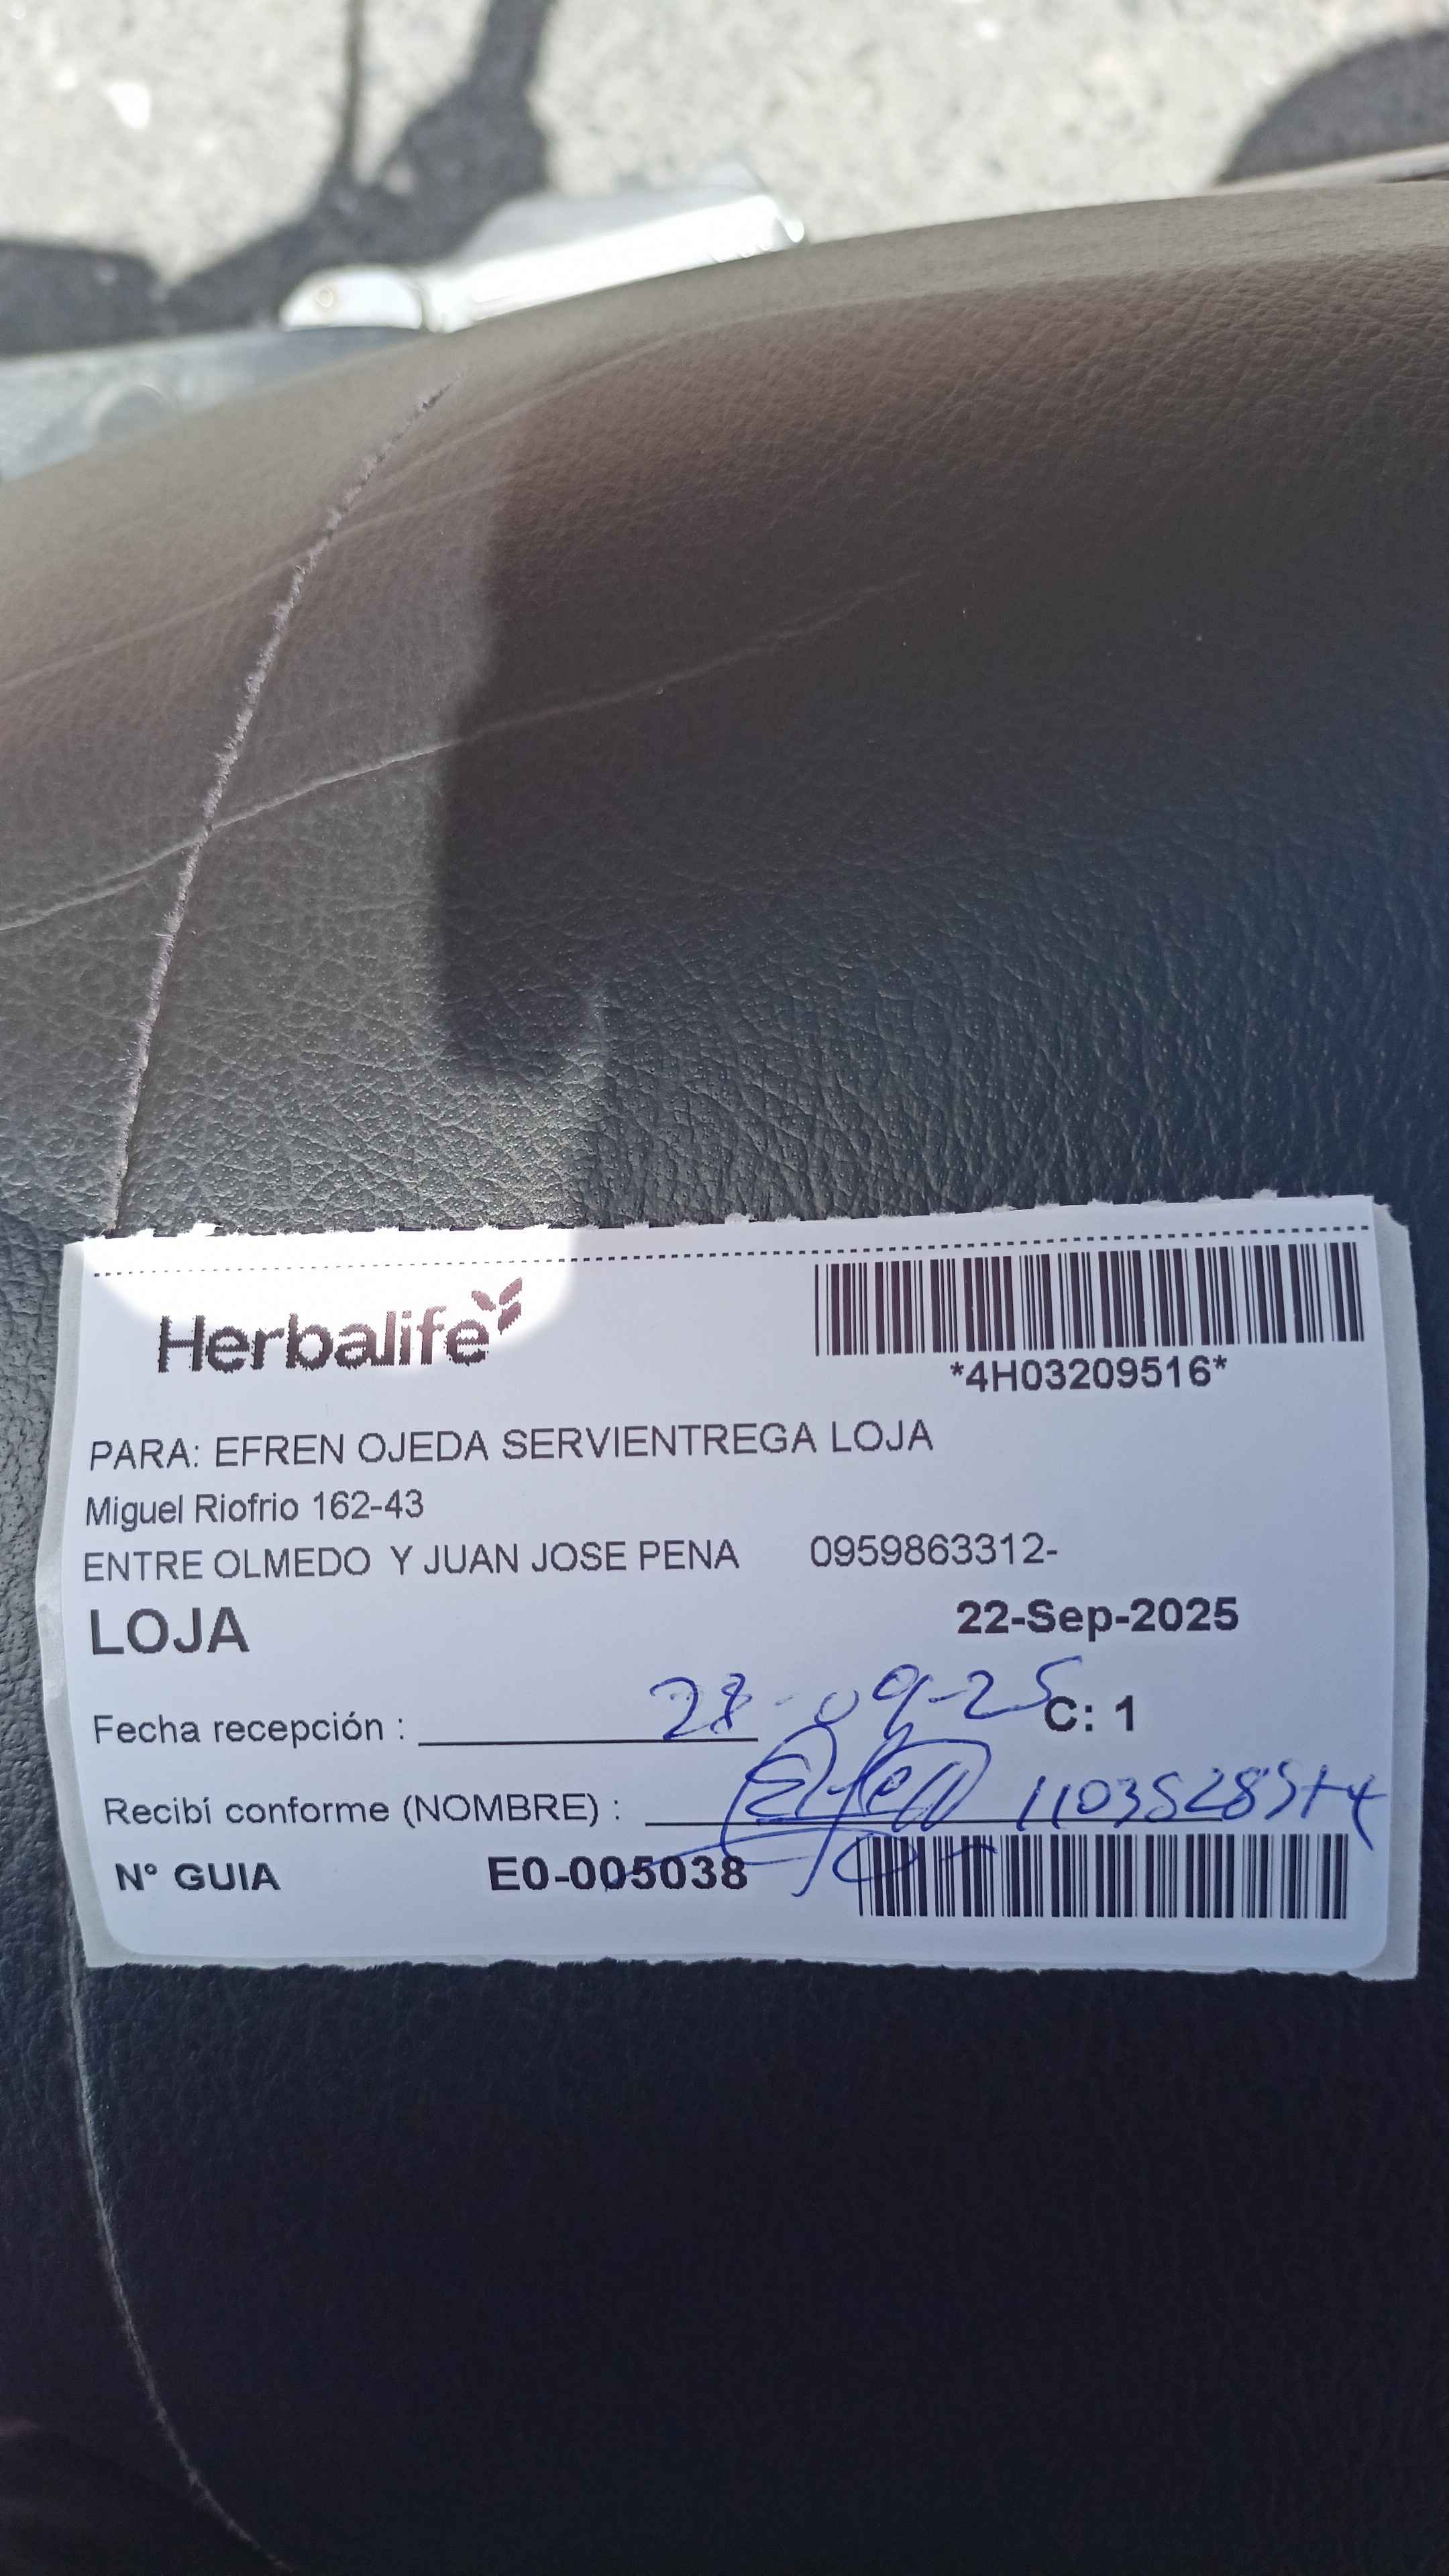 Herbalife
*4H03209516*
PARA: EFREN OJEDA SERVIENTREGA LOJA
Miguel Riofrio 162-43
ENTRE OLMEDO Y JUAN JOSE PENA 0959863312-
LOJA 22-Sep-2025
Fecha recepción : 28-09-25 C: 1
Recibí conforme (NOMBRE) :
N° GUIA E0-005038